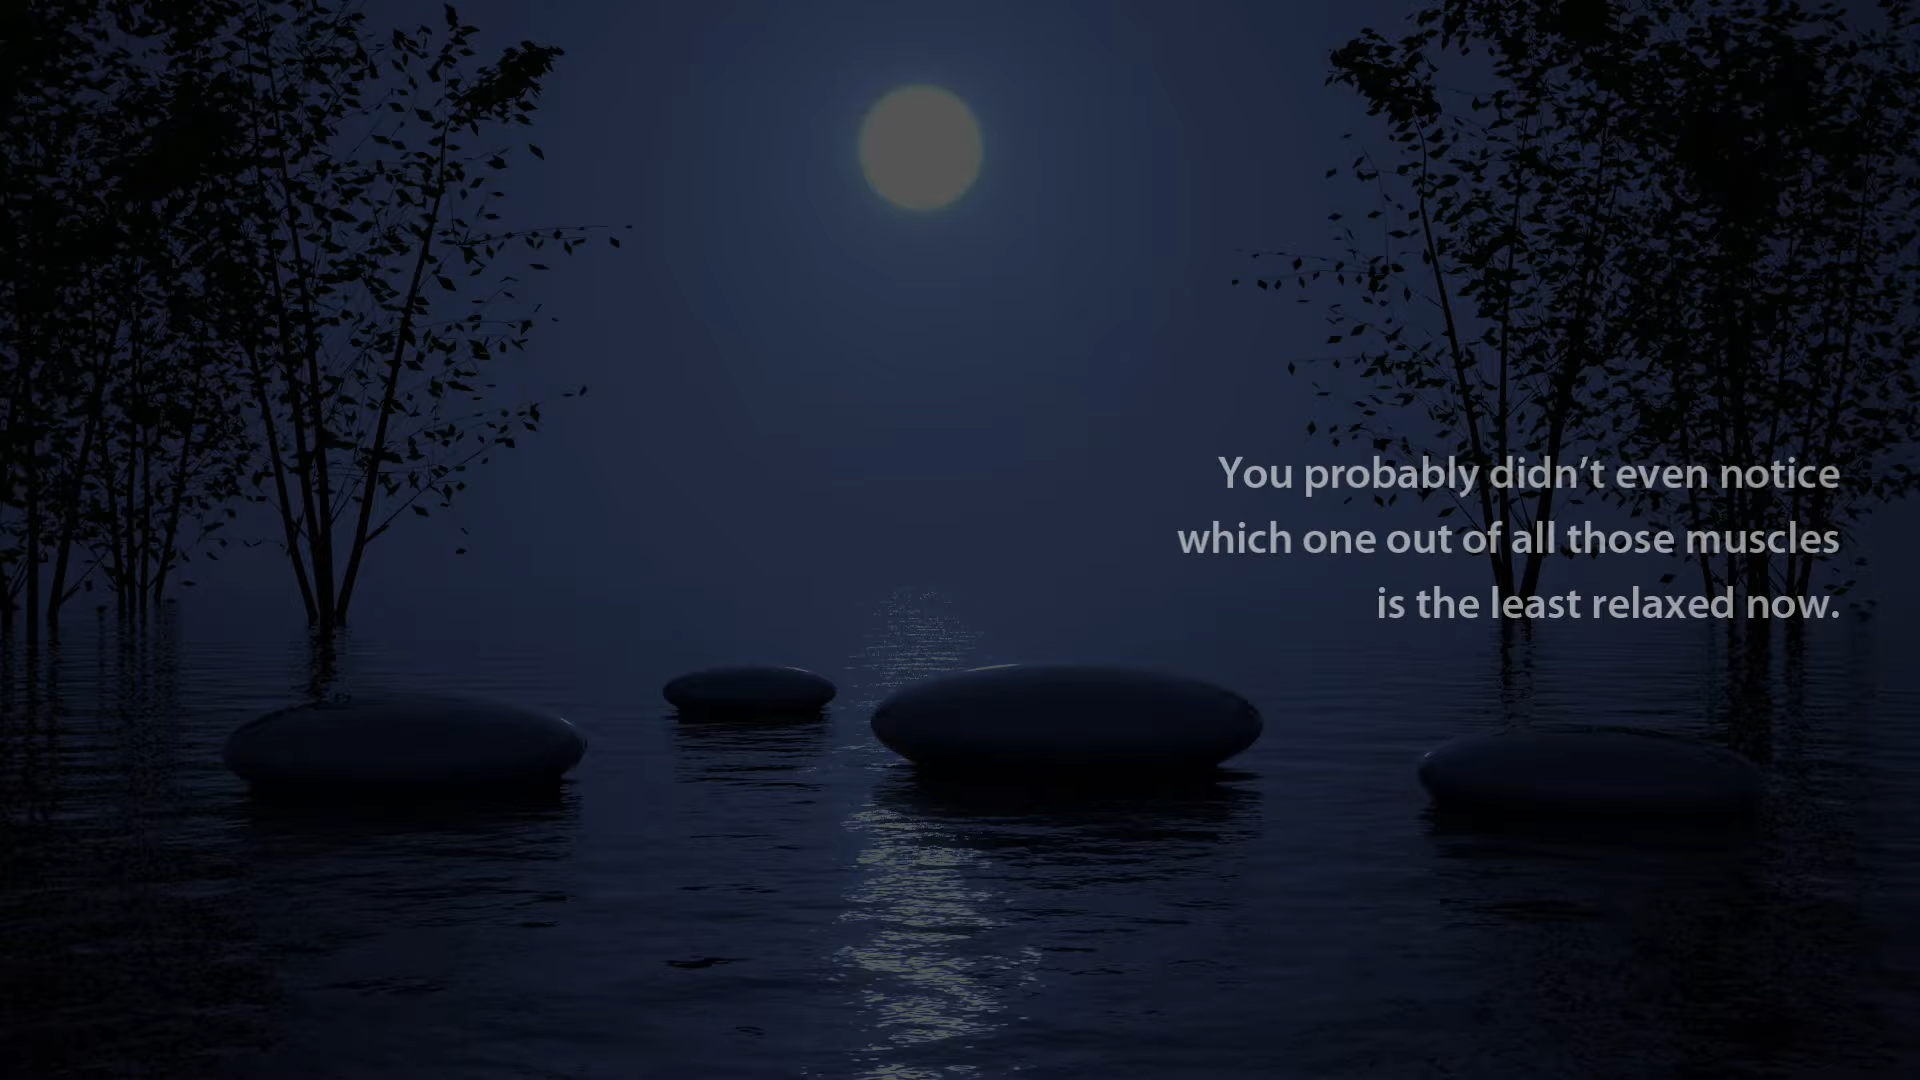 You probably didn’t even notice
which one out of all those muscles
is the least relaxed now.